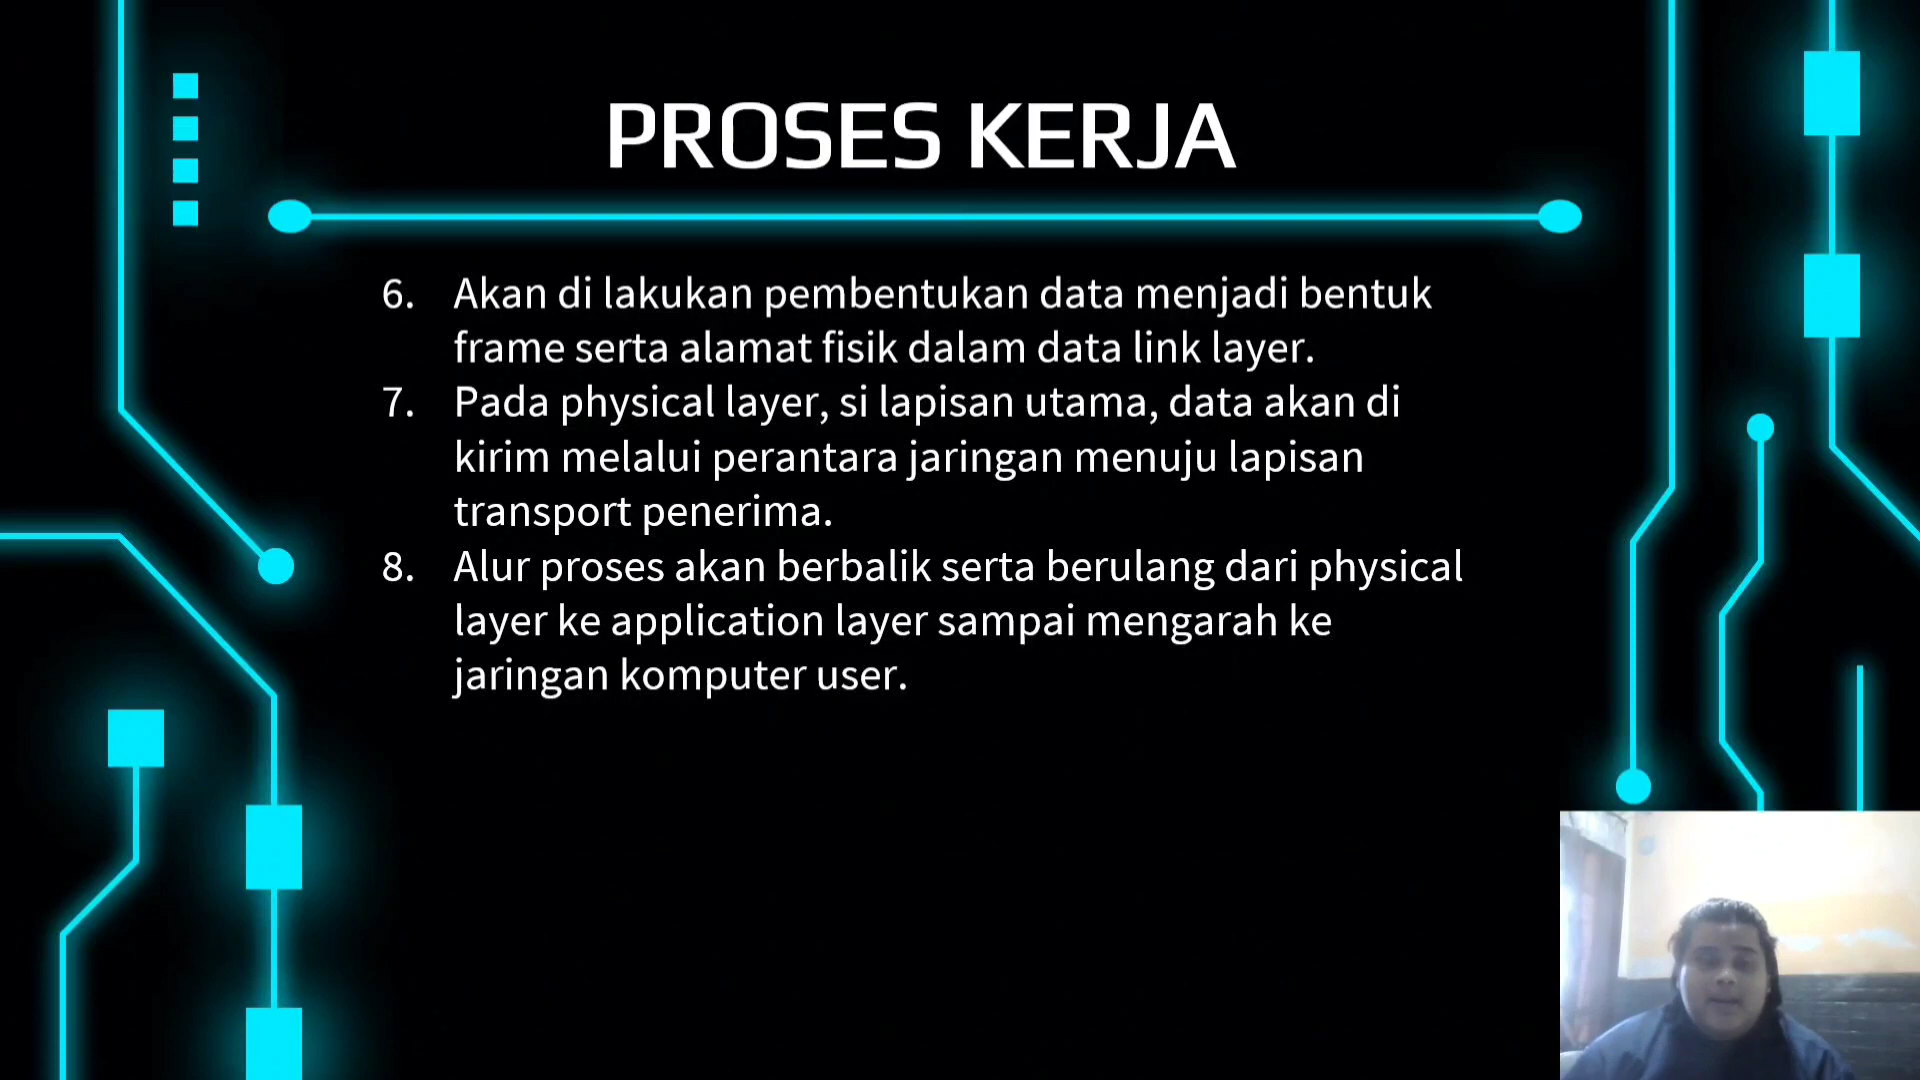 PROSES KERJA
6. Akan di lakukan pembentukan data menjadi bentuk
frame serta alamat fisik dalam data link layer.
7. Pada physical layer, si lapisan utama, data akan di
kirim melalui perantara jaringan menuju lapisan
transport penerima.
8. Alur proses akan berbalik serta berulang dari physical
layer ke application layer sampai mengarah ke
jaringan komputer user.